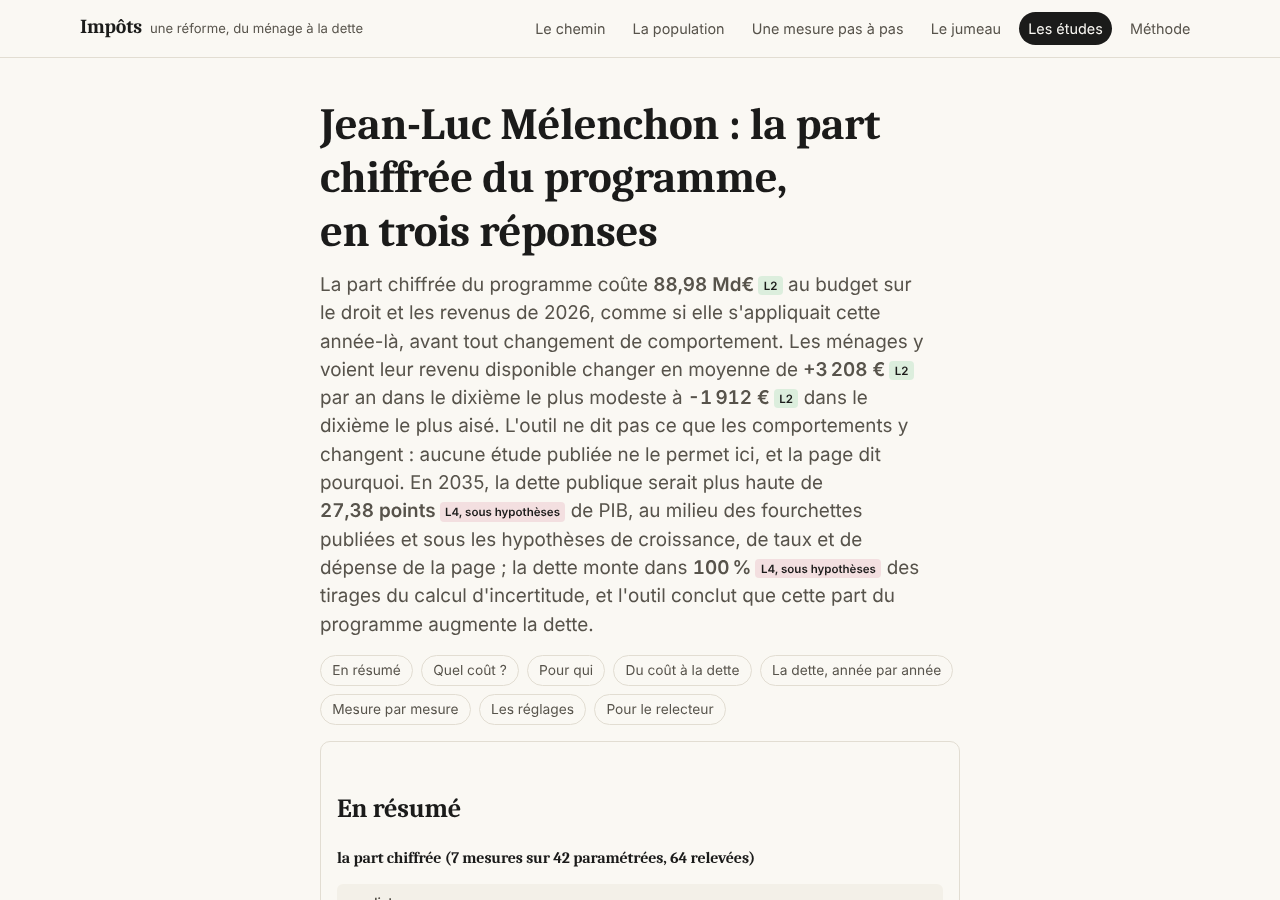 Impôts une réforme, du ménage à la dette
Le chemin
La population
Une mesure pas à pas
Le jumeau
Les études
Méthode
Jean-Luc Mélenchon : la part
chiffrée du programme,
en trois réponses
La part chiffrée du programme coûte 88,98 Md€ L2 au budget sur
le droit et les revenus de 2026, comme si elle s'appliquait cette
année-là, avant tout changement de comportement. Les ménages y
voient leur revenu disponible changer en moyenne de +3 208 € L2
par an dans le dixième le plus modeste à -1 912 € L2 dans le
dixième le plus aisé. L'outil ne dit pas ce que les comportements y
changent : aucune étude publiée ne le permet ici, et la page dit
pourquoi. En 2035, la dette publique serait plus haute de
27,38 points L4, sous hypothèses de PIB, au milieu des fourchettes
publiées et sous les hypothèses de croissance, de taux et de
dépense de la page ; la dette monte dans 100 % L4, sous hypothèses des
tirages du calcul d'incertitude, et l'outil conclut que cette part du
programme augmente la dette.
En résumé
Quel coût ?
Pour qui
Du coût à la dette
La dette, année par année
Mesure par mesure
Les réglages
Pour le relecteur
En résumé
la part chiffrée (7 mesures sur 42 paramétrées, 64 relevées)